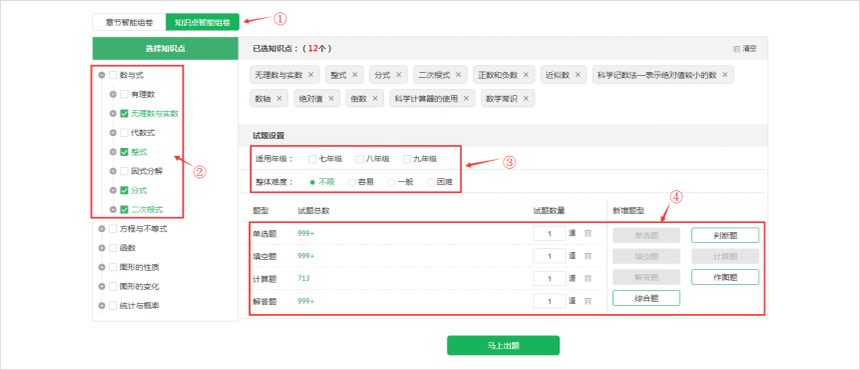 章节智能组卷 知识点智能组卷 ①
选择知识点 已选知识点：（12个） 清空
数与式
有理数
无理数与实数
代数式
整式
因式分解
分式
二次根式
方程与不等式
函数
图形的性质
图形的变化
统计与概率
②
无理数与实数 × 整式 × 分式 × 二次根式 × 正数和负数 × 近似数 × 科学记数法—表示绝对值较小的数 ×
数轴 × 绝对值 × 倒数 × 科学计算器的使用 × 数学常识 ×
试题设置
适用年级： 七年级 八年级 九年级
整体难度： 不限 容易 一般 困难
③
题型 试题总数 试题数量 新增题型
④
单选题 999+ 1 道 单选题 判断题
填空题 999+ 1 道 填空题 计算题
计算题 713 1 道 解答题 作图题
解答题 999+ 1 道 综合题
马上出题